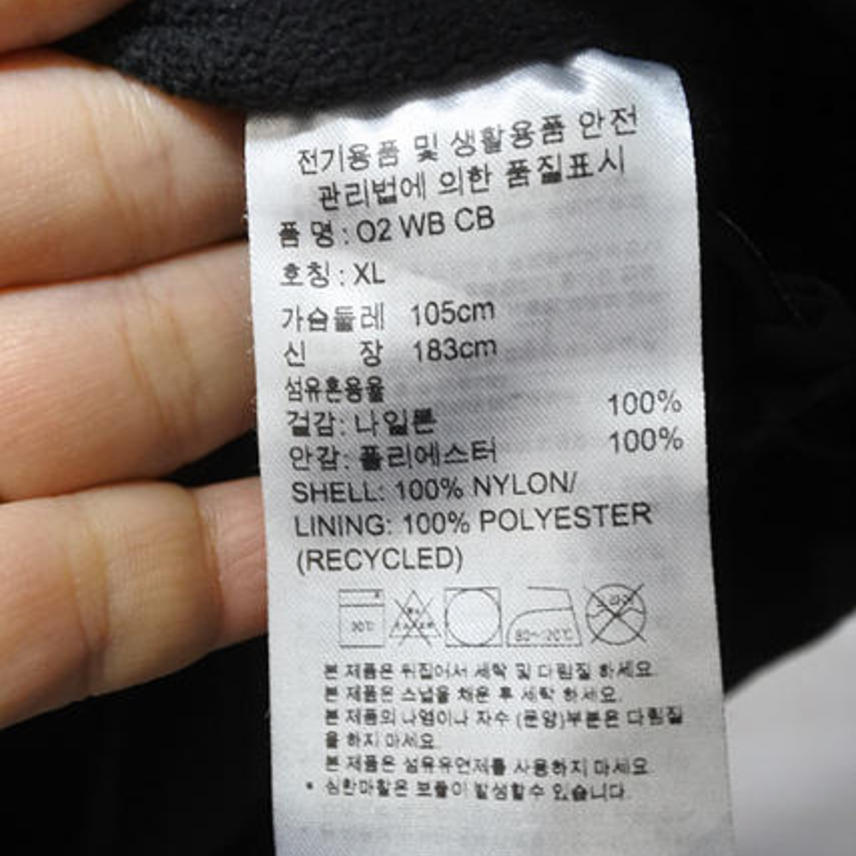 전기용품 및 생활용품 안전
관리법에 의한 품질표시
품 명 : O2 WB CB
호칭 : XL
가슴둘레 105cm
신 장 183cm
섬유혼용율
겉감: 나일론 100%
안감: 폴리에스터 100%
SHELL: 100% NYLON/
LINING: 100% POLYESTER
(RECYCLED)
본 제품은 뒤집어서 세탁 및 다림질 하세요.
본 제품은 스냅을 채운 후 세탁 하세요.
본 제품의 나염이나 자수 (문양)부분은 다림질
을 하지 마세요.
본 제품은 섬유유연제를 사용하지 마세요.
* 심한마찰은 보풀이 발생할수 있습니다.